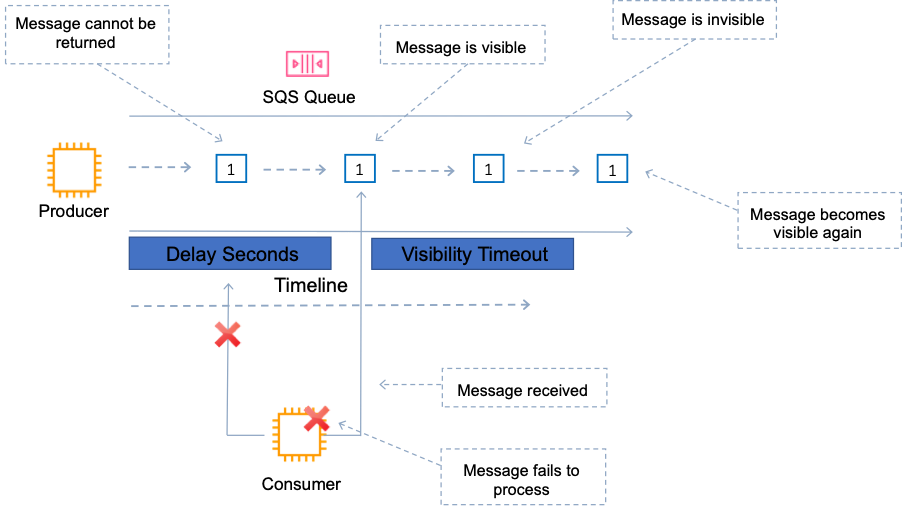 Message cannot be
returned
Message is visible
Message is invisible
SQS Queue
1
1
1
1
Producer
Message becomes
visible again
Delay Seconds
Visibility Timeout
Timeline
Message received
Message fails to
process
Consumer